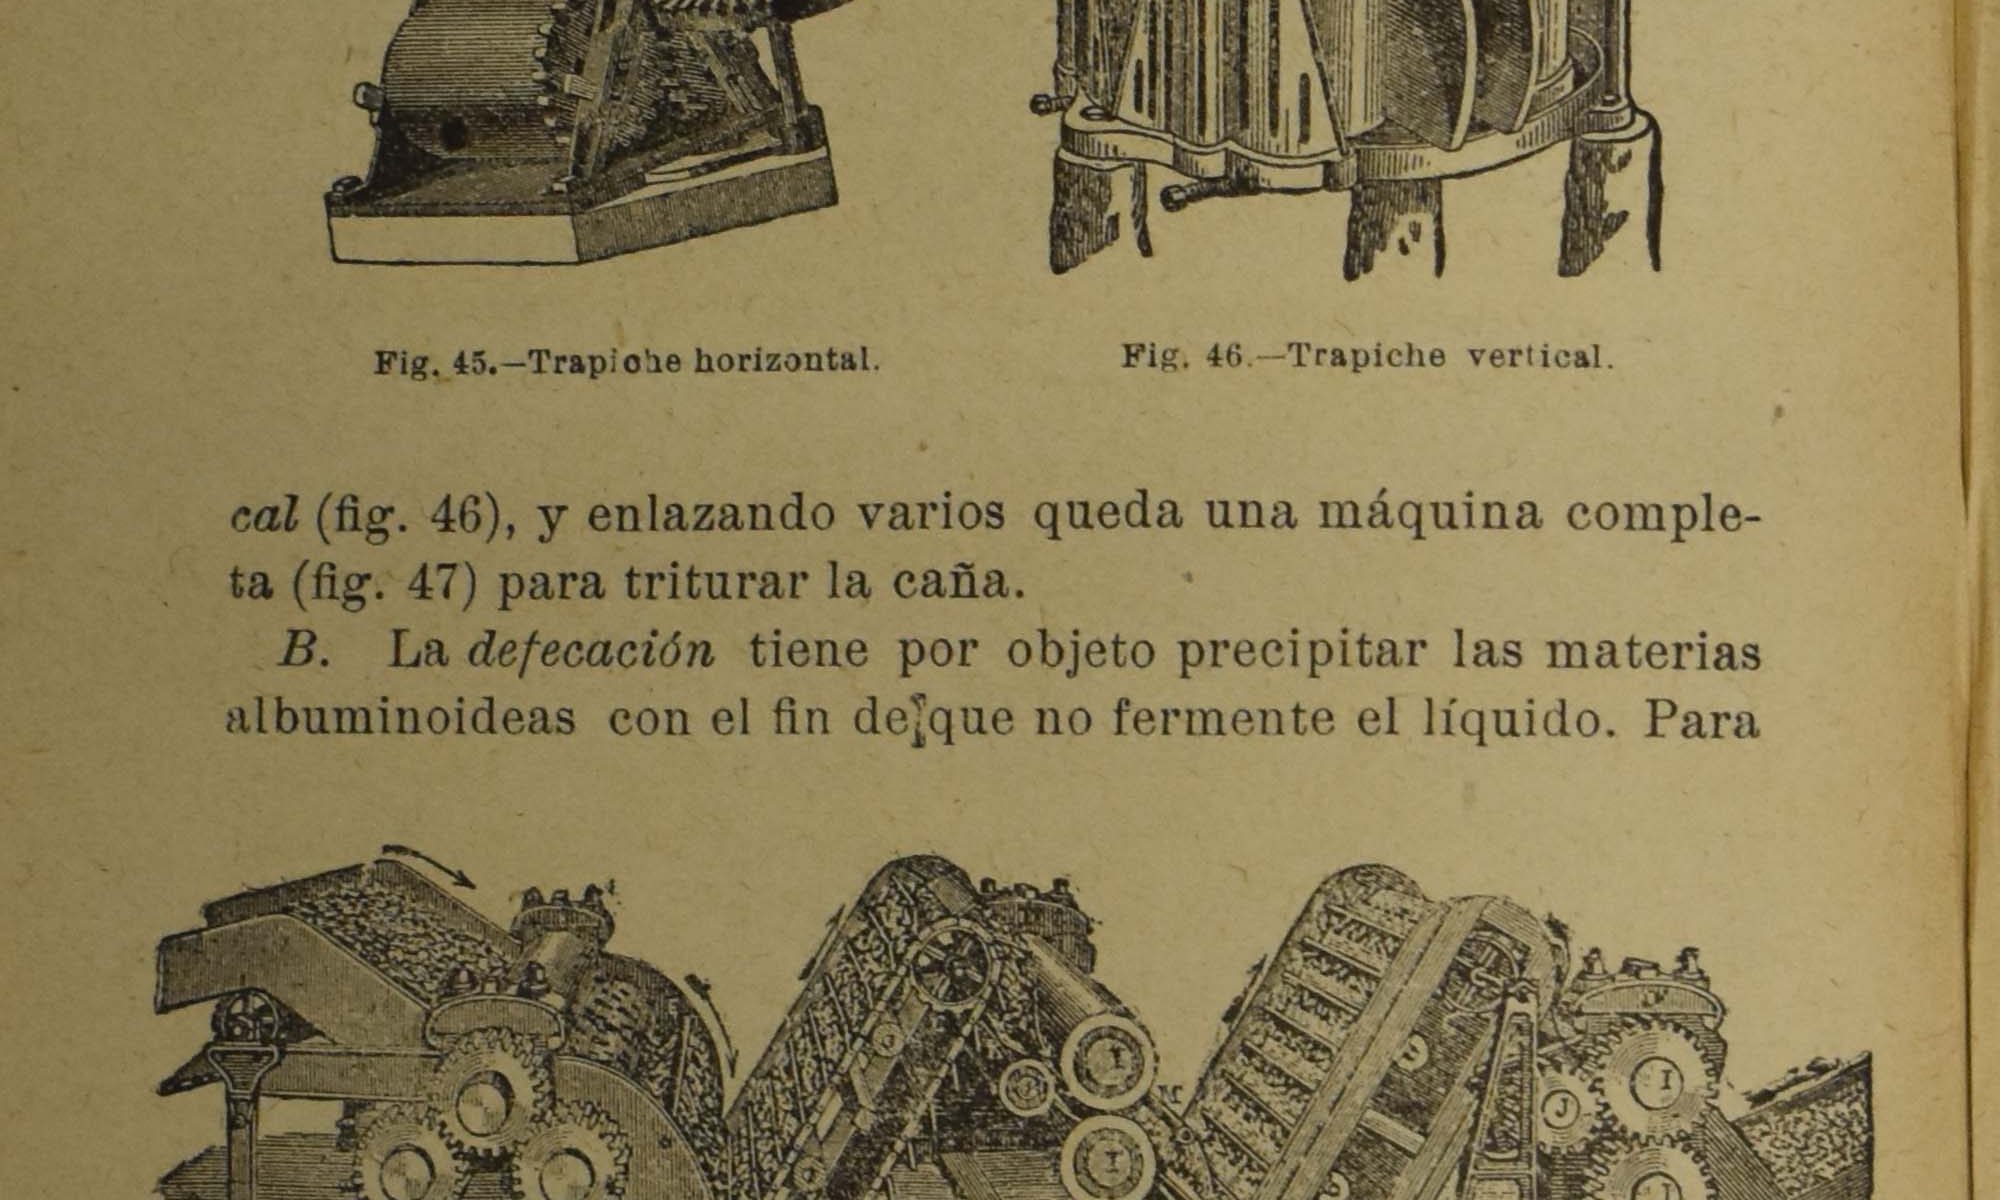 Fig. 45.—Trapiche horizontal.
Fig. 46.—Trapiche vertical.
cal (fig. 46), y enlazando varios queda una máquina comple-
ta (fig. 47) para triturar la caña.
B. La defecación tiene por objeto precipitar las materias
albuminoideas con el fin de que no fermente el líquido. Para
I
I
J
I
I